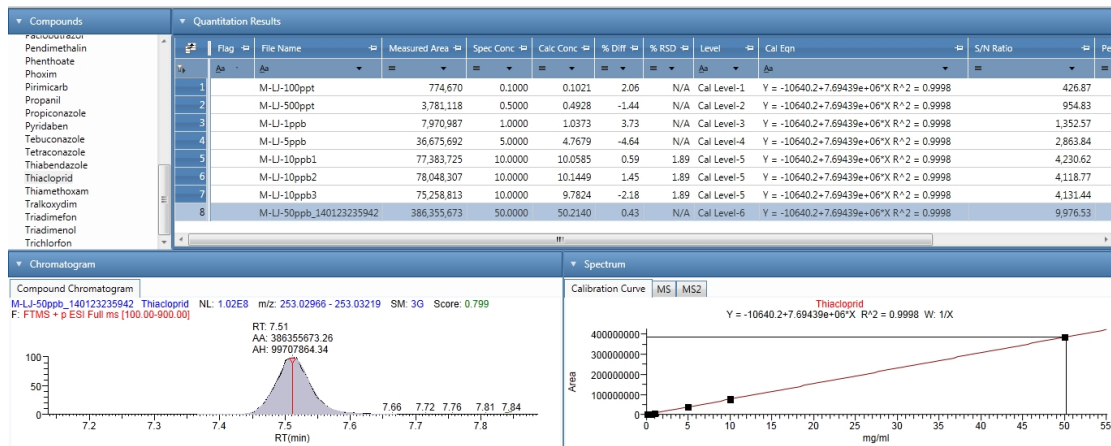 Compounds
Quantitation Results
Paclobutrazol
Pendimethalin
Phenthoate
Phoxim
Pirimicarb
Propanil
Propiconazole
Pyridaben
Tebuconazole
Tetraconazole
Thiabendazole
Thiacloprid
Thiamethoxam
Tralkoxydim
Triadimefon
Triadimenol
Trichlorfon
Flag File Name Measured Area Spec Conc Calc Conc % Diff % RSD Level Cal Eqn S/N Ratio Pe
Aa Aa = = = = = Aa Aa =
1 M-LJ-100ppt 774,670 0.1000 0.1021 2.06 N/A Cal Level-1 Y = -10640.2+7.69439e+06*X R^2 = 0.9998 426.87
2 M-LJ-500ppt 3,781,118 0.5000 0.4928 -1.44 N/A Cal Level-2 Y = -10640.2+7.69439e+06*X R^2 = 0.9998 954.83
3 M-LJ-1ppb 7,970,987 1.0000 1.0373 3.73 N/A Cal Level-3 Y = -10640.2+7.69439e+06*X R^2 = 0.9998 1,352.57
4 M-LJ-5ppb 36,675,692 5.0000 4.7679 -4.64 N/A Cal Level-4 Y = -10640.2+7.69439e+06*X R^2 = 0.9998 2,863.84
5 M-LJ-10ppb1 77,383,725 10.0000 10.0585 0.59 1.89 Cal Level-5 Y = -10640.2+7.69439e+06*X R^2 = 0.9998 4,230.62
6 M-LJ-10ppb2 78,048,307 10.0000 10.1449 1.45 1.89 Cal Level-5 Y = -10640.2+7.69439e+06*X R^2 = 0.9998 4,118.77
7 M-LJ-10ppb3 75,258,813 10.0000 9.7824 -2.18 1.89 Cal Level-5 Y = -10640.2+7.69439e+06*X R^2 = 0.9998 4,131.44
8 M-LJ-50ppb_140123235942 386,355,673 50.0000 50.2140 0.43 N/A Cal Level-6 Y = -10640.2+7.69439e+06*X R^2 = 0.9998 9,976.53
Chromatogram
Compound Chromatogram
M-LJ-50ppb_140123235942 Thiacloprid NL: 1.02E8 m/z: 253.02966 - 253.03219 SM: 3G Score: 0.799
F: FTMS + p ESI Full ms [100.00-900.00]
RT: 7.51
AA: 386355673.26
AH: 99707864.34
100
50
0
7.66 7.72 7.76 7.81 7.84
7.2 7.3 7.4 7.5 7.6 7.7 7.8
RT(min)
Spectrum
Calibration Curve MS MS2
Thiacloprid
Y = -10640.2+7.69439e+06*X R^2 = 0.9998 W: 1/X
400000000
300000000
200000000
100000000
0
Area
0 5 10 15 20 25 30 35 40 45 50 55
mg/ml